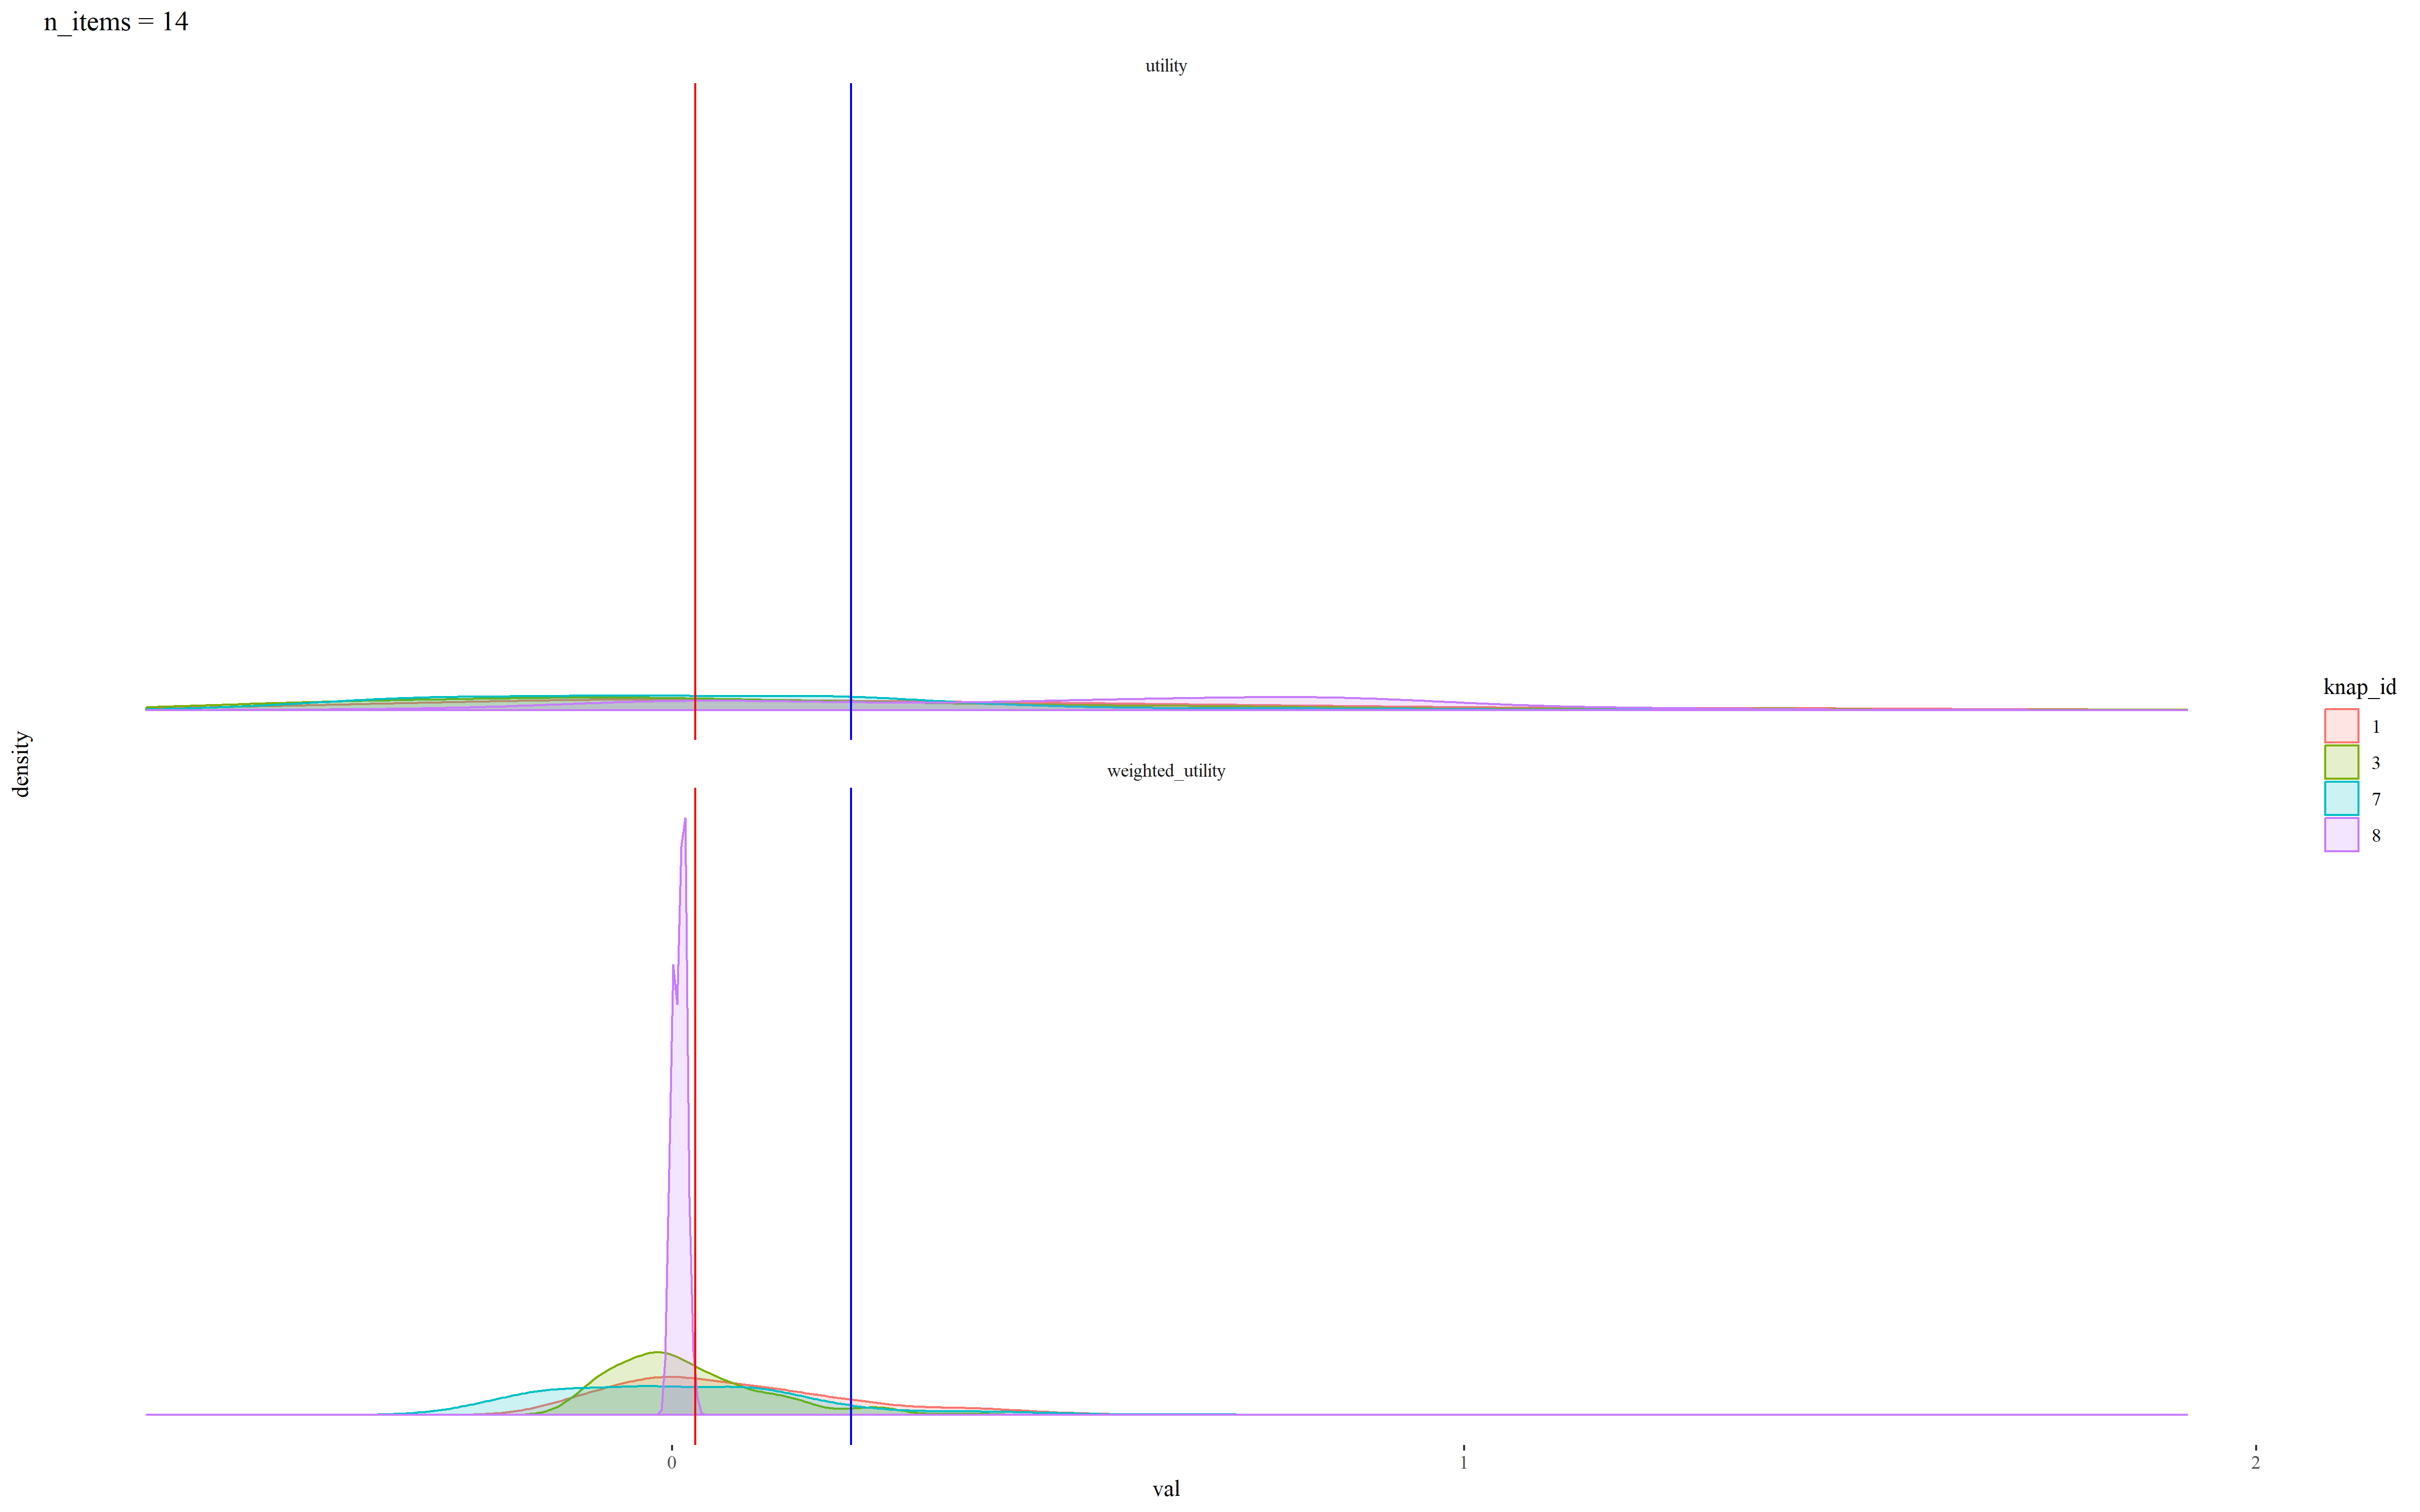 n_items = 14
utility
density
weighted_utility
0
1
2
val
knap_id
1
3
7
8